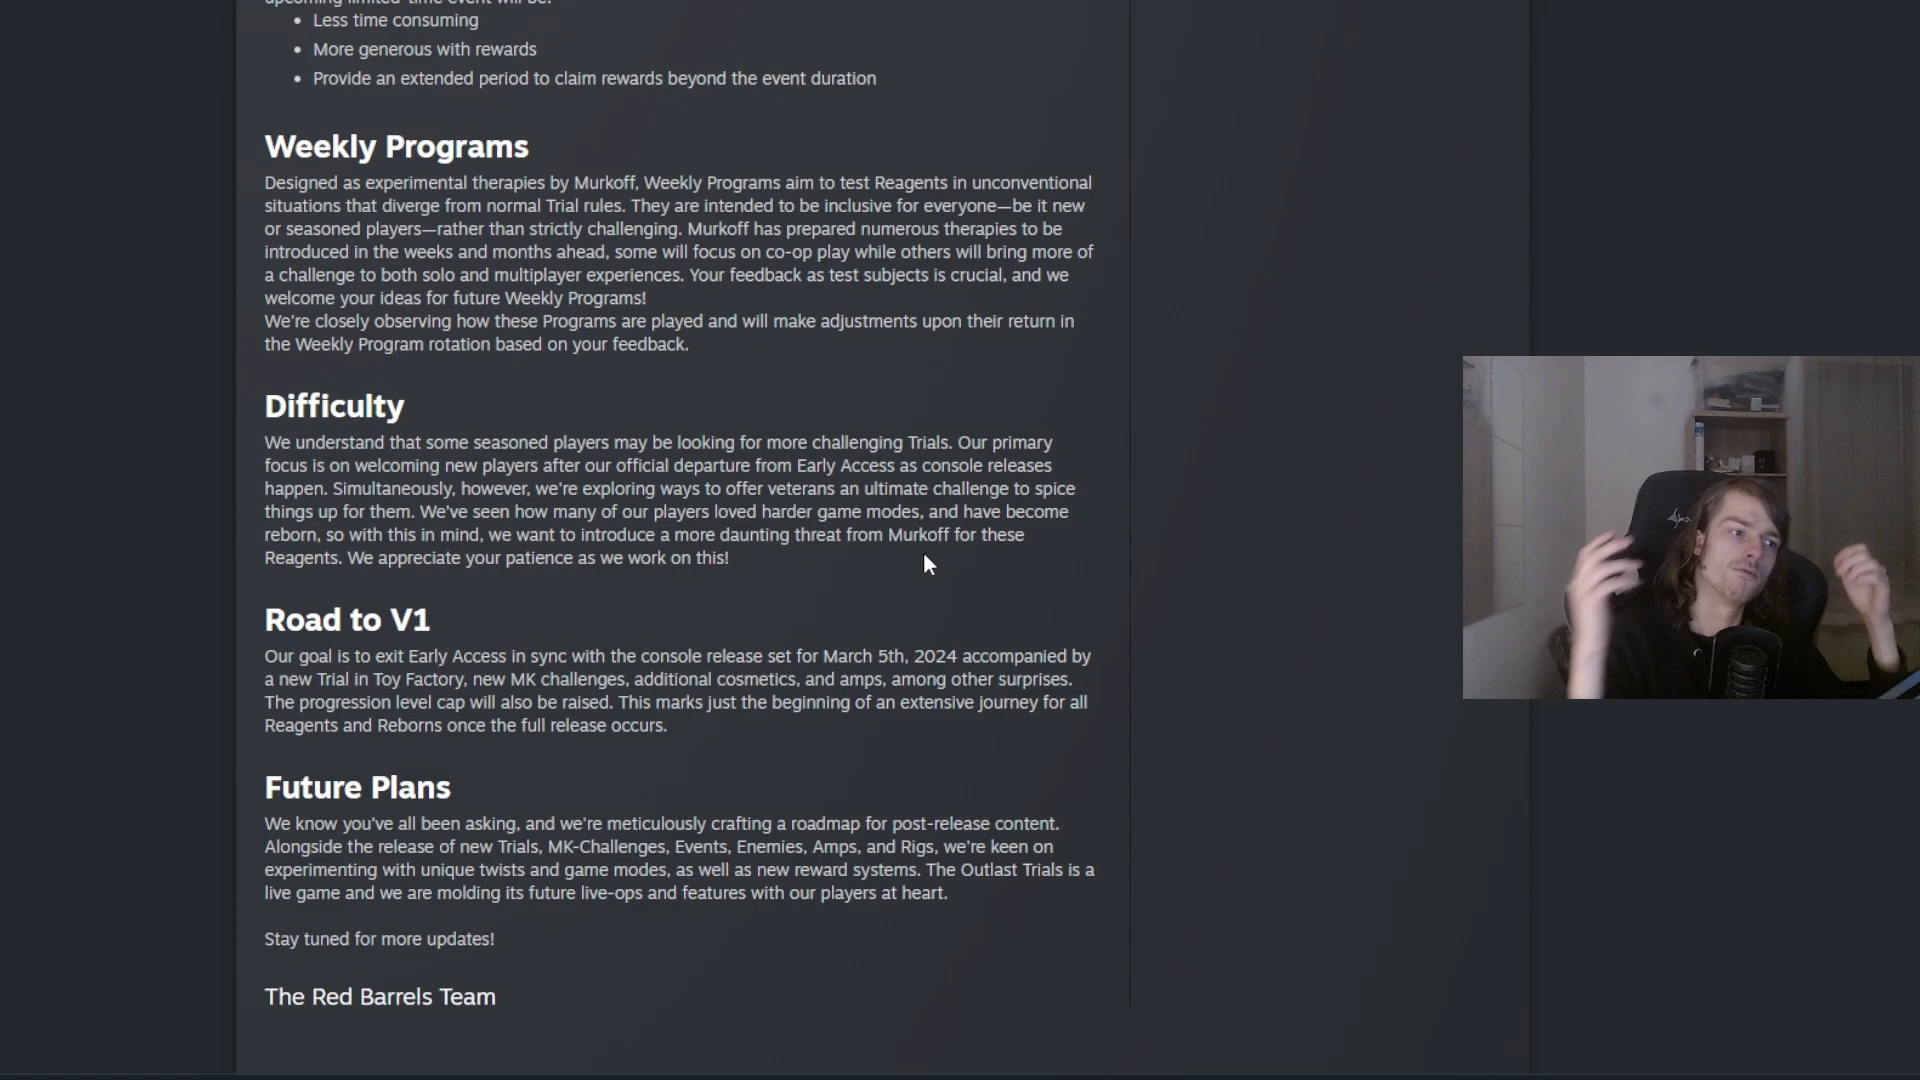 upcoming limited-time event will be:
• Less time consuming
• More generous with rewards
• Provide an extended period to claim rewards beyond the event duration
Weekly Programs
Designed as experimental therapies by Murkoff, Weekly Programs aim to test Reagents in unconventional
situations that diverge from normal Trial rules. They are intended to be inclusive for everyone—be it new
or seasoned players—rather than strictly challenging. Murkoff has prepared numerous therapies to be
introduced in the weeks and months ahead, some will focus on co-op play while others will bring more of
a challenge to both solo and multiplayer experiences. Your feedback as test subjects is crucial, and we
welcome your ideas for future Weekly Programs!
We're closely observing how these Programs are played and will make adjustments upon their return in
the Weekly Program rotation based on your feedback.
Difficulty
We understand that some seasoned players may be looking for more challenging Trials. Our primary
focus is on welcoming new players after our official departure from Early Access as console releases
happen. Simultaneously, however, we're exploring ways to offer veterans an ultimate challenge to spice
things up for them. We've seen how many of our players loved harder game modes, and have become
reborn, so with this in mind, we want to introduce a more daunting threat from Murkoff for these
Reagents. We appreciate your patience as we work on this!
Road to V1
Our goal is to exit Early Access in sync with the console release set for March 5th, 2024 accompanied by
a new Trial in Toy Factory, new MK challenges, additional cosmetics, and amps, among other surprises.
The progression level cap will also be raised. This marks just the beginning of an extensive journey for all
Reagents and Reborns once the full release occurs.
Future Plans
We know you've all been asking, and we're meticulously crafting a roadmap for post-release content.
Alongside the release of new Trials, MK-Challenges, Events, Enemies, Amps, and Rigs, we're keen on
experimenting with unique twists and game modes, as well as new reward systems. The Outlast Trials is a
live game and we are molding its future live-ops and features with our players at heart.
Stay tuned for more updates!
The Red Barrels Team